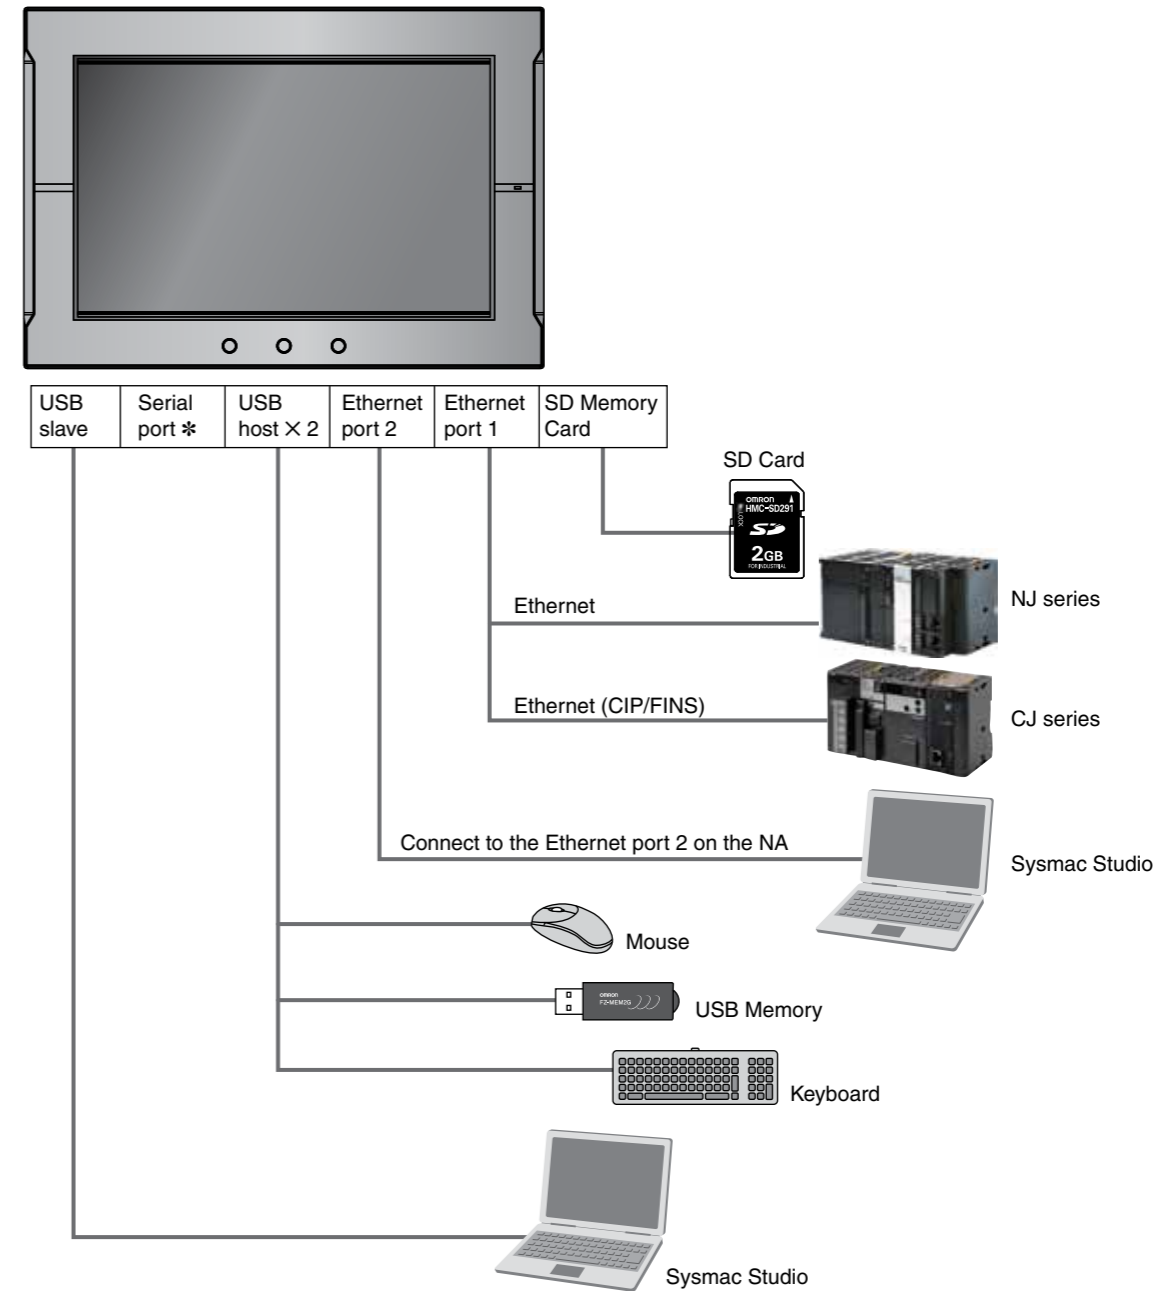 USB slave
Serial port ✽
USB host × 2
Ethernet port 2
Ethernet port 1
SD Memory Card
SD Card
OMRON
HMC-SD291
LOCK
SD
2GB
FOR INDUSTRIAL
Ethernet
NJ series
Ethernet (CIP/FINS)
CJ series
Connect to the Ethernet port 2 on the NA
Sysmac Studio
Mouse
OMRON
FZ-MEM2G
USB Memory
Keyboard
Sysmac Studio